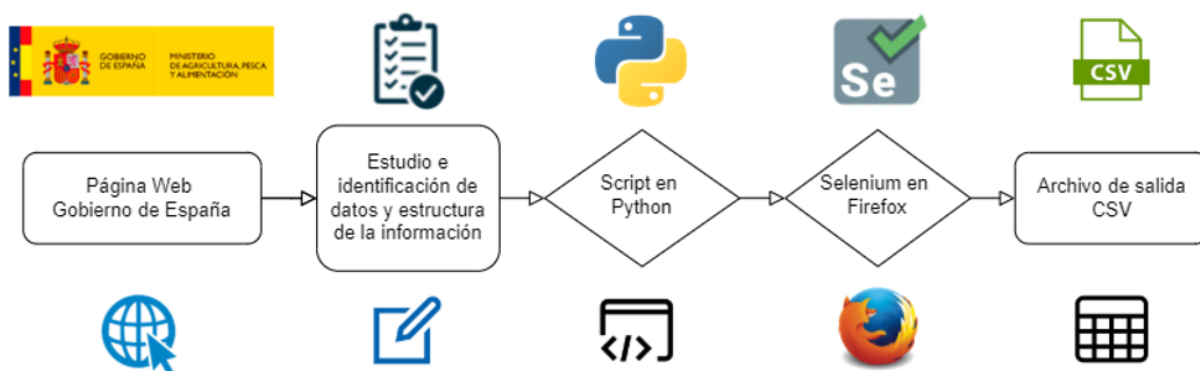 GOBIERNO
DE ESPAÑA
MINISTERIO
DE AGRICULTURA, PESCA
Y ALIMENTACIÓN
Se
CSV
Página Web
Gobierno de España
Estudio e
identificación de
datos y estructura
de la información
Script en
Python
Selenium en
Firefox
Archivo de salida
CSV
</>